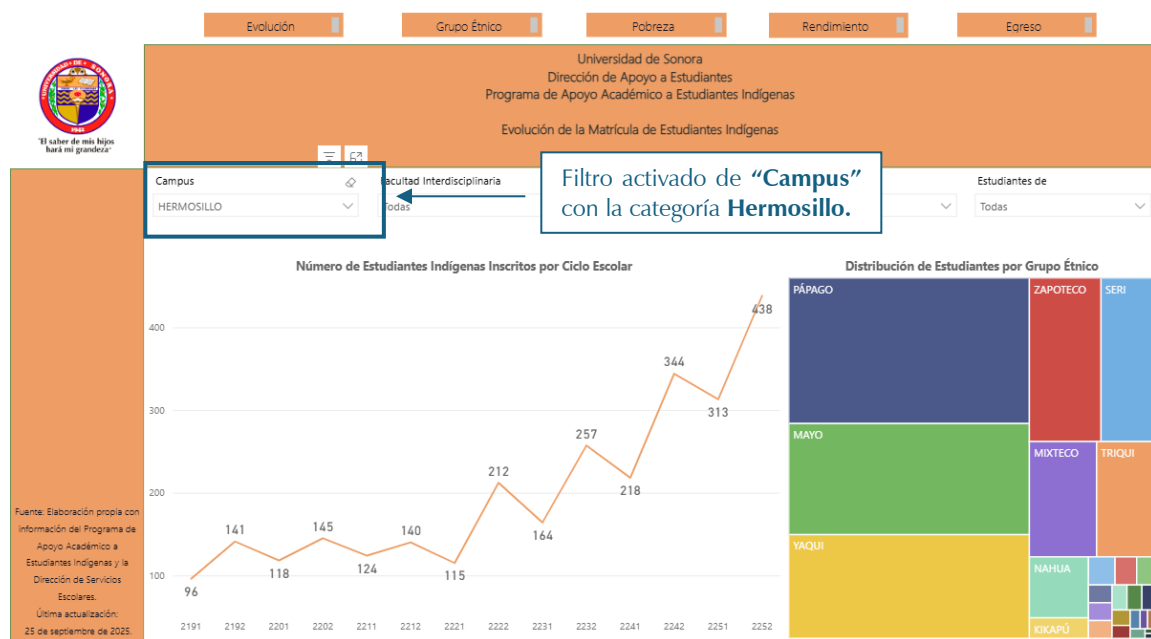 Evolución
Grupo Étnico
Pobreza
Rendimiento
Egreso
UNIVERSIDAD DE SONORA
1942
"El saber de mis hijos
hará mi grandeza"
Universidad de Sonora
Dirección de Apoyo a Estudiantes
Programa de Apoyo Académico a Estudiantes Indígenas
Evolución de la Matrícula de Estudiantes Indígenas
Campus
HERMOSILLO
Facultad Interdisciplinaria
Todas
Filtro activado de “Campus”
con la categoría Hermosillo.
Estudiantes de
Todas
Número de Estudiantes Indígenas Inscritos por Ciclo Escolar
400
300
200
100
96
141
118
145
124
140
115
212
164
257
218
344
313
438
2191
2192
2201
2202
2211
2212
2221
2222
2231
2232
2241
2242
2251
2252
Distribución de Estudiantes por Grupo Étnico
PÁPAGO
MAYO
YAQUI
ZAPOTECO
SERI
MIXTECO
TRIQUI
NAHUA
KIKAPÚ
Fuente: Elaboración propia con
información del Programa de
Apoyo Académico a
Estudiantes Indígenas y la
Dirección de Servicios
Escolares.
Última actualización:
25 de septiembre de 2025.